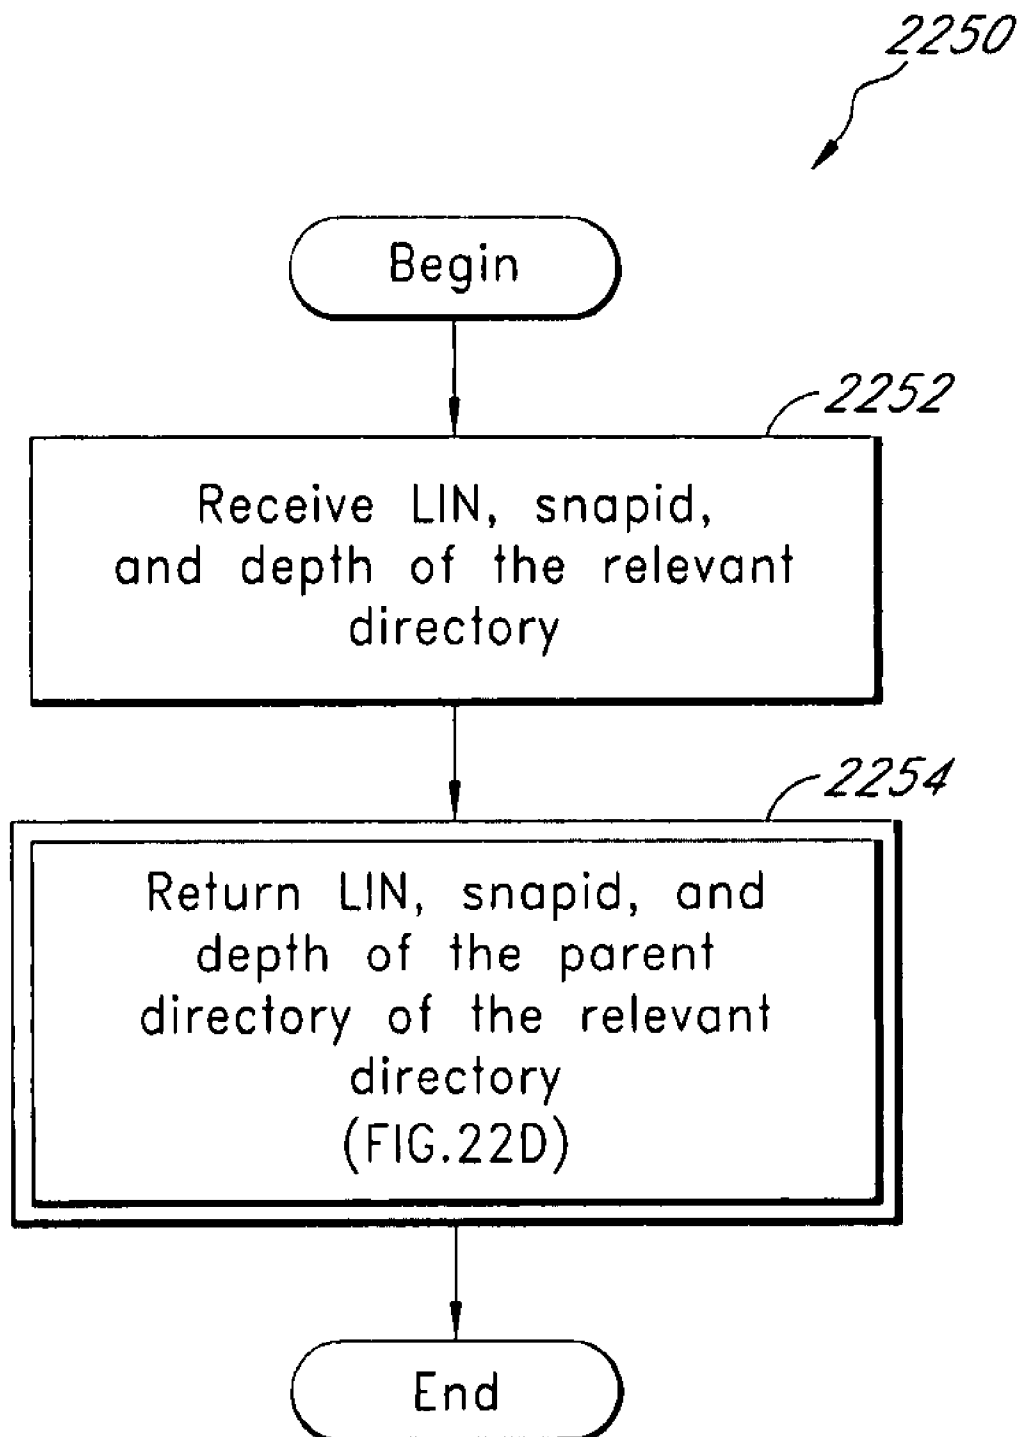 2250
Begin
2252
Receive LIN, snapid,
and depth of the relevant
directory
2254
Return LIN, snapid, and
depth of the parent
directory of the relevant
directory
(FIG.22D)
End